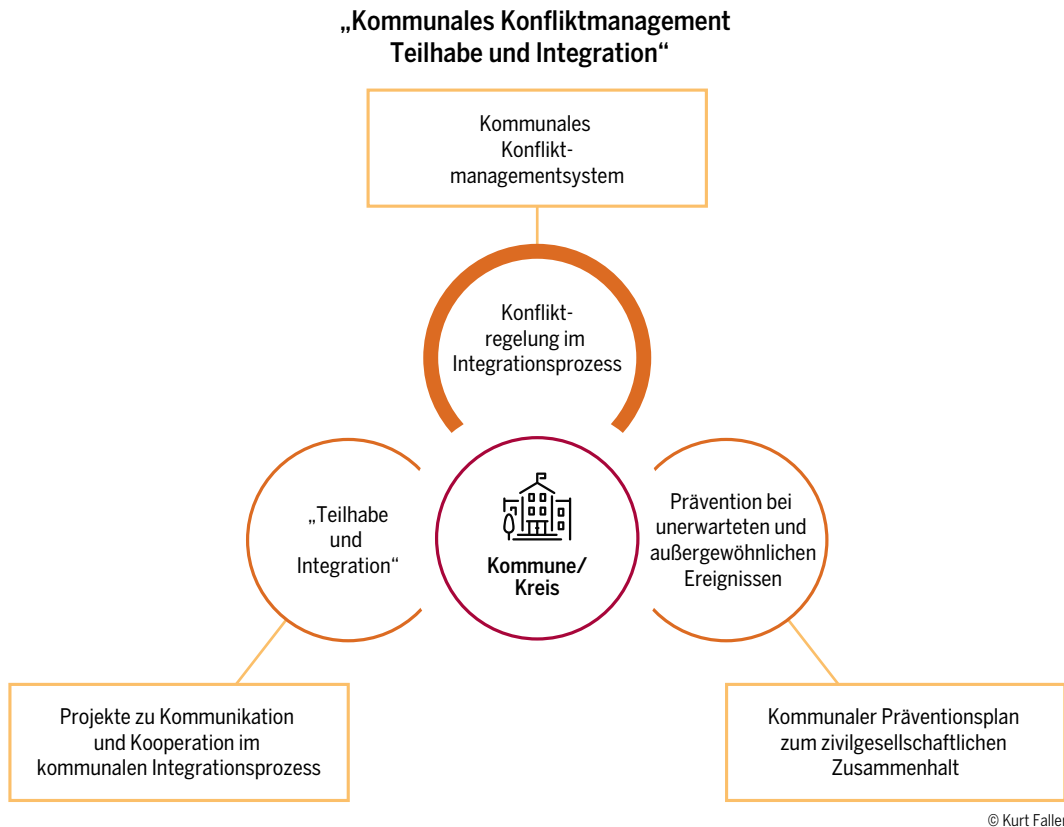 „Kommunales Konfliktmanagement
Teilhabe und Integration“
Kommunales
Konflikt-
managementsystem
Konflikt-
regelung im
Integrationsprozess
„Teilhabe
und
Integration“
Kommune/
Kreis
Prävention bei
unerwarteten und
außergewöhnlichen
Ereignissen
Projekte zu Kommunikation
und Kooperation im
kommunalen Integrationsprozess
Kommunaler Präventionsplan
zum zivilgesellschaftlichen
Zusammenhalt
© Kurt Faller